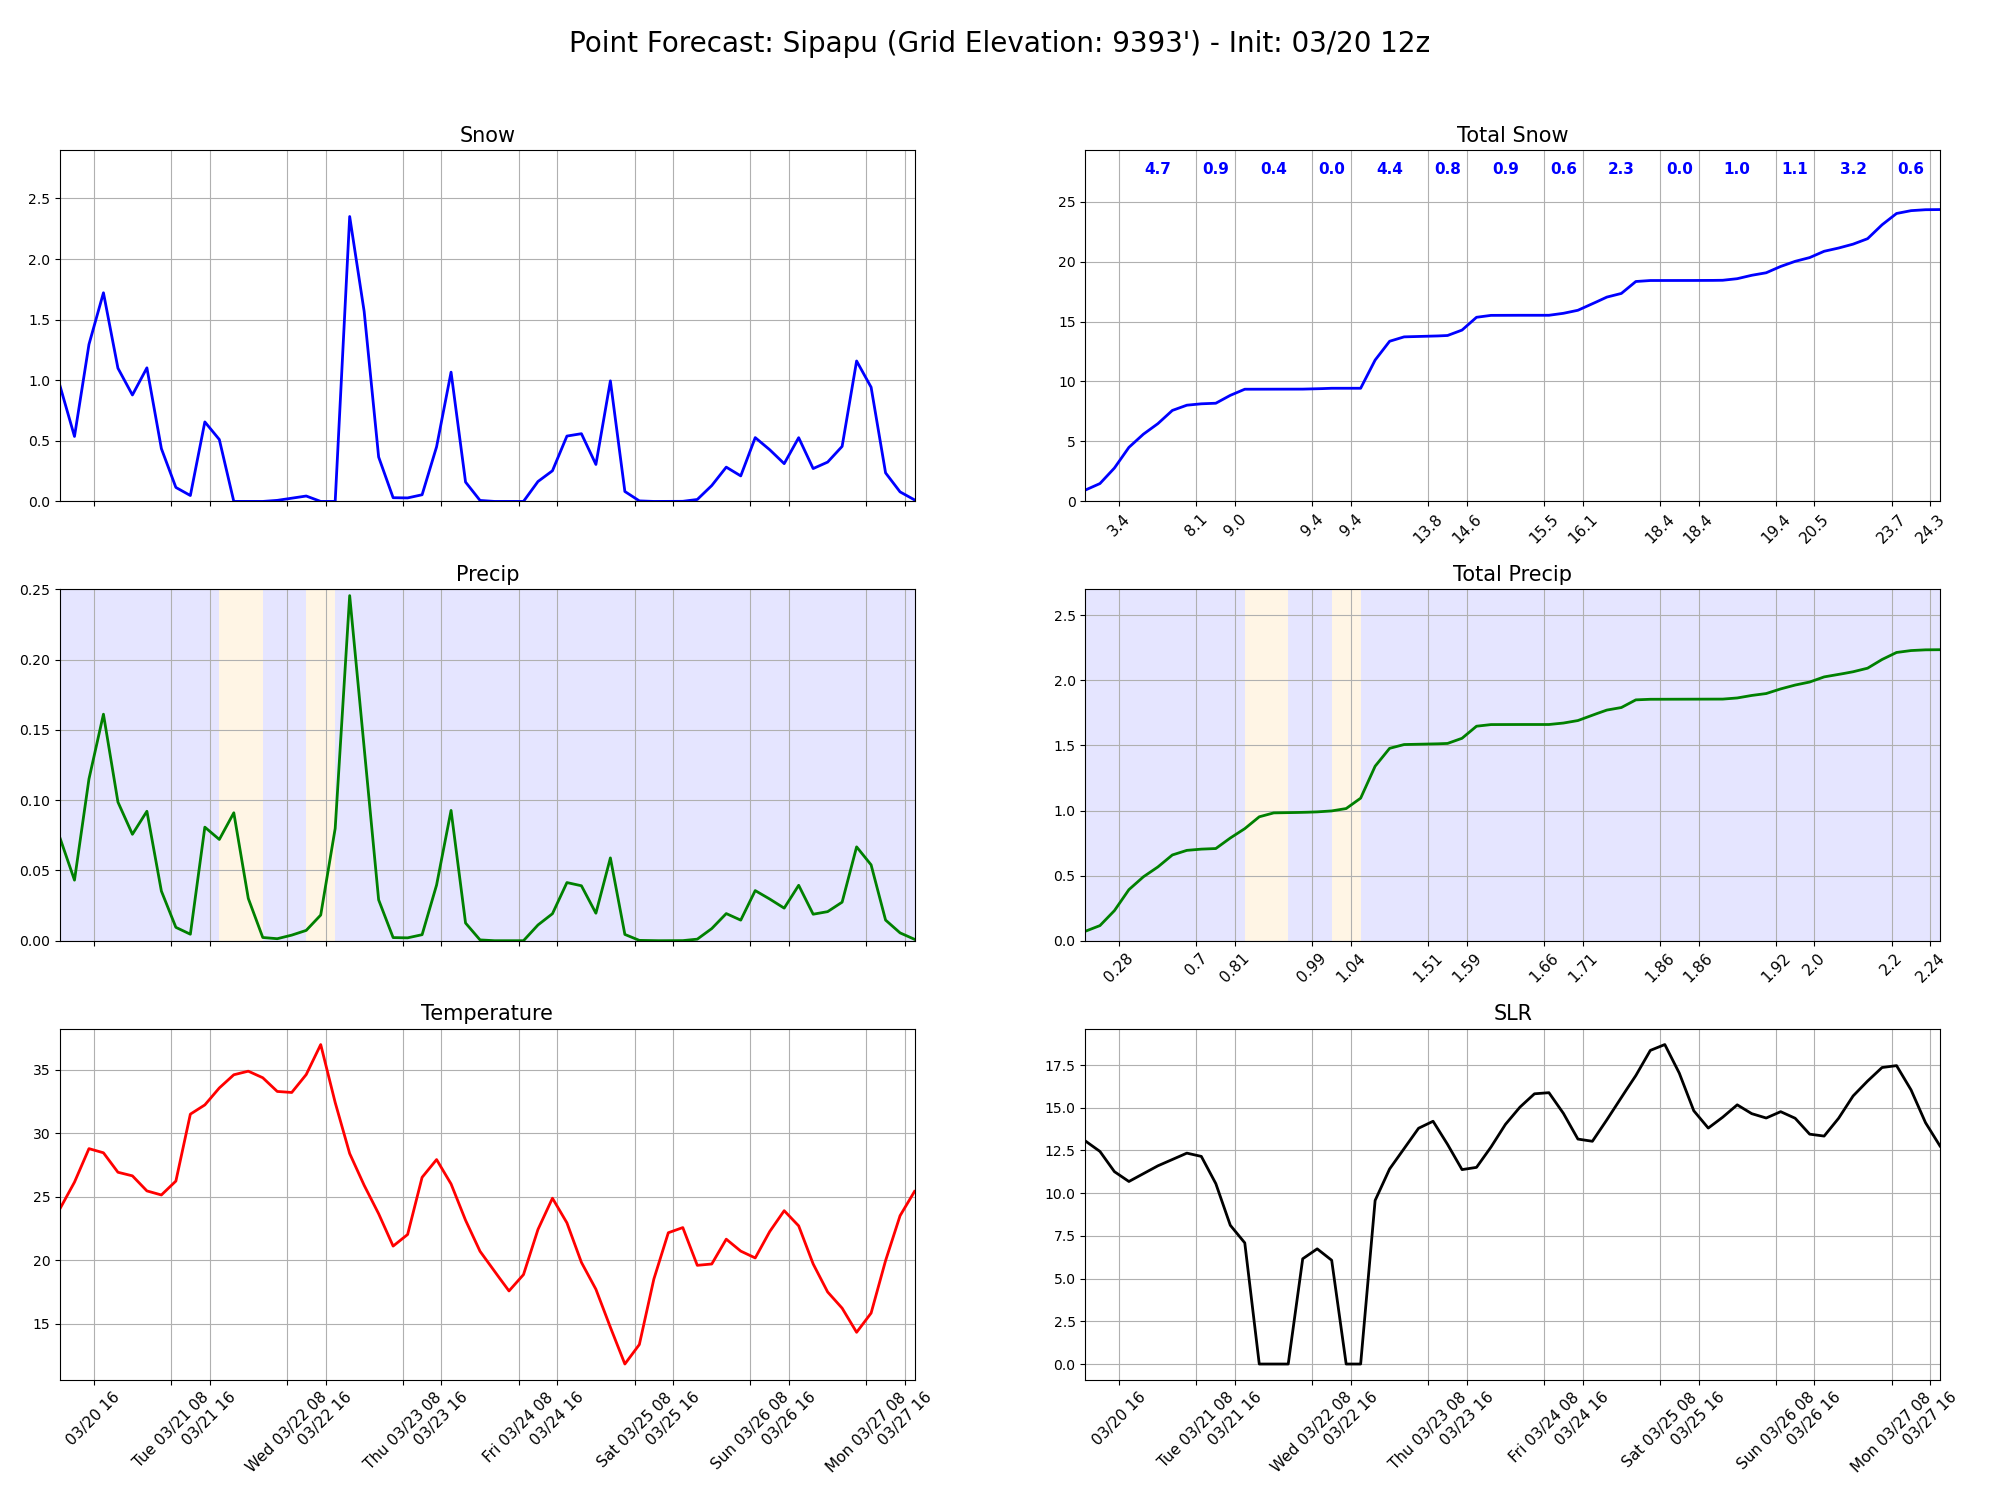 Point Forecast: Sipapu (Grid Elevation: 9393') - Init: 03/20 12z
Snow
2.5
2.0
1.5
1.0
0.5
0.0
Total Snow
4.7 0.9 0.4 0.0 4.4 0.8 0.9 0.6 2.3 0.0 1.0 1.1 3.2 0.6
25
20
15
10
5
0
3.4 8.1 9.0 9.4 9.4 13.8 14.6 15.5 16.1 18.4 18.4 19.4 20.5 23.7 24.3
Precip
0.25
0.20
0.15
0.10
0.05
0.00
Total Precip
2.5
2.0
1.5
1.0
0.5
0.0
0.28 0.7 0.81 0.99 1.04 1.51 1.59 1.66 1.71 1.86 1.86 1.92 2.0 2.2 2.24
Temperature
35
30
25
20
15
03/20 16
Tue 03/21 08
03/21 16
Wed 03/22 08
03/22 16
Thu 03/23 08
03/23 16
Fri 03/24 08
03/24 16
Sat 03/25 08
03/25 16
Sun 03/26 08
03/26 16
Mon 03/27 08
03/27 16
SLR
17.5
15.0
12.5
10.0
7.5
5.0
2.5
0.0
03/20 16
Tue 03/21 08
03/21 16
Wed 03/22 08
03/22 16
Thu 03/23 08
03/23 16
Fri 03/24 08
03/24 16
Sat 03/25 08
03/25 16
Sun 03/26 08
03/26 16
Mon 03/27 08
03/27 16